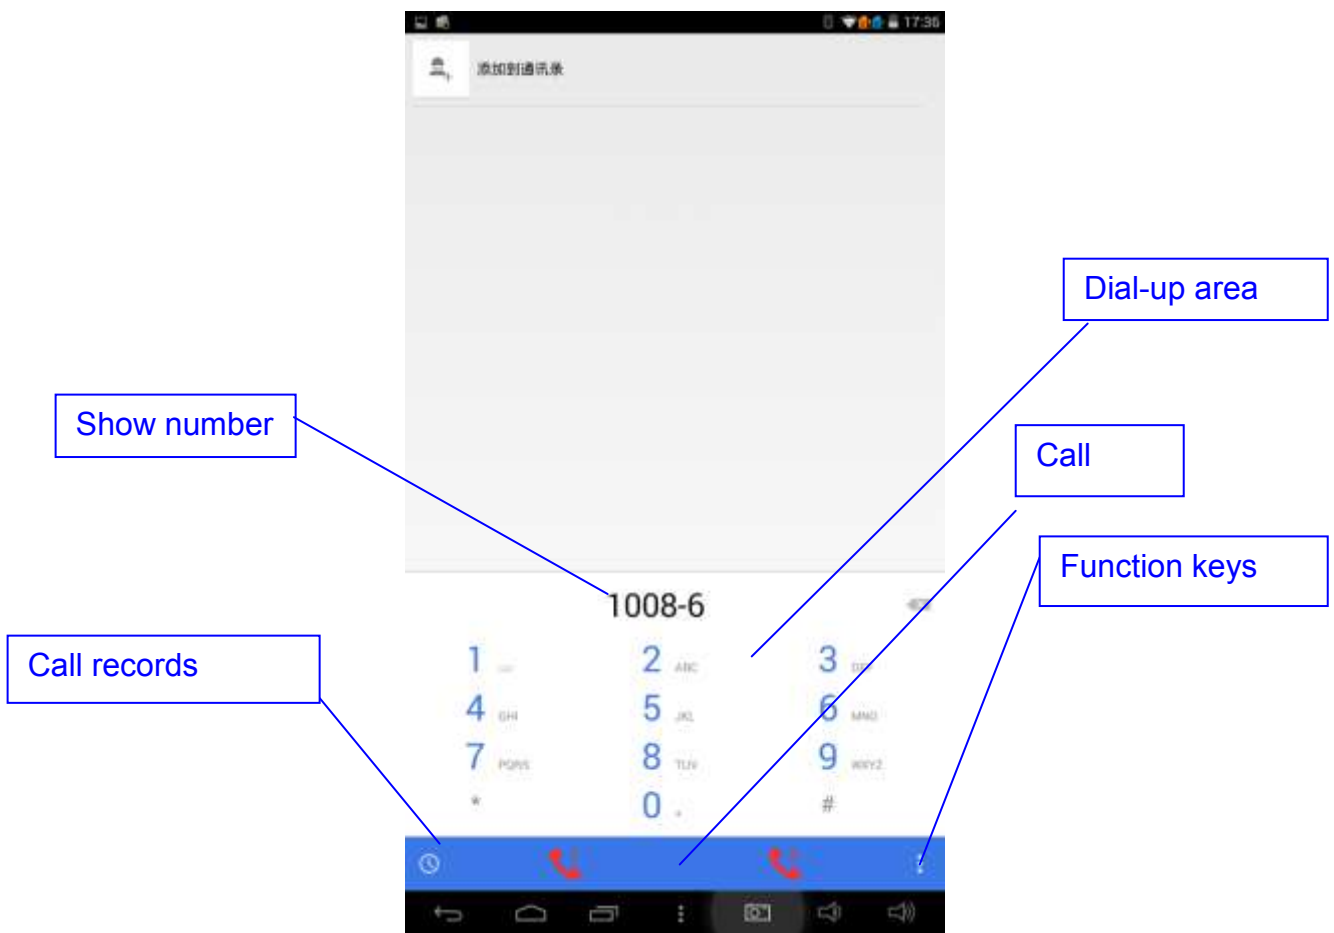 17:36
添加到通讯录
Dial-up area
Show number
Call
Function keys
1008-6
Call records
1
2 ABC
3 DEF
4 GHI
5 JKL
6 MNO
7 PQRS
8 TUV
9 WXYZ
*
0 +
#